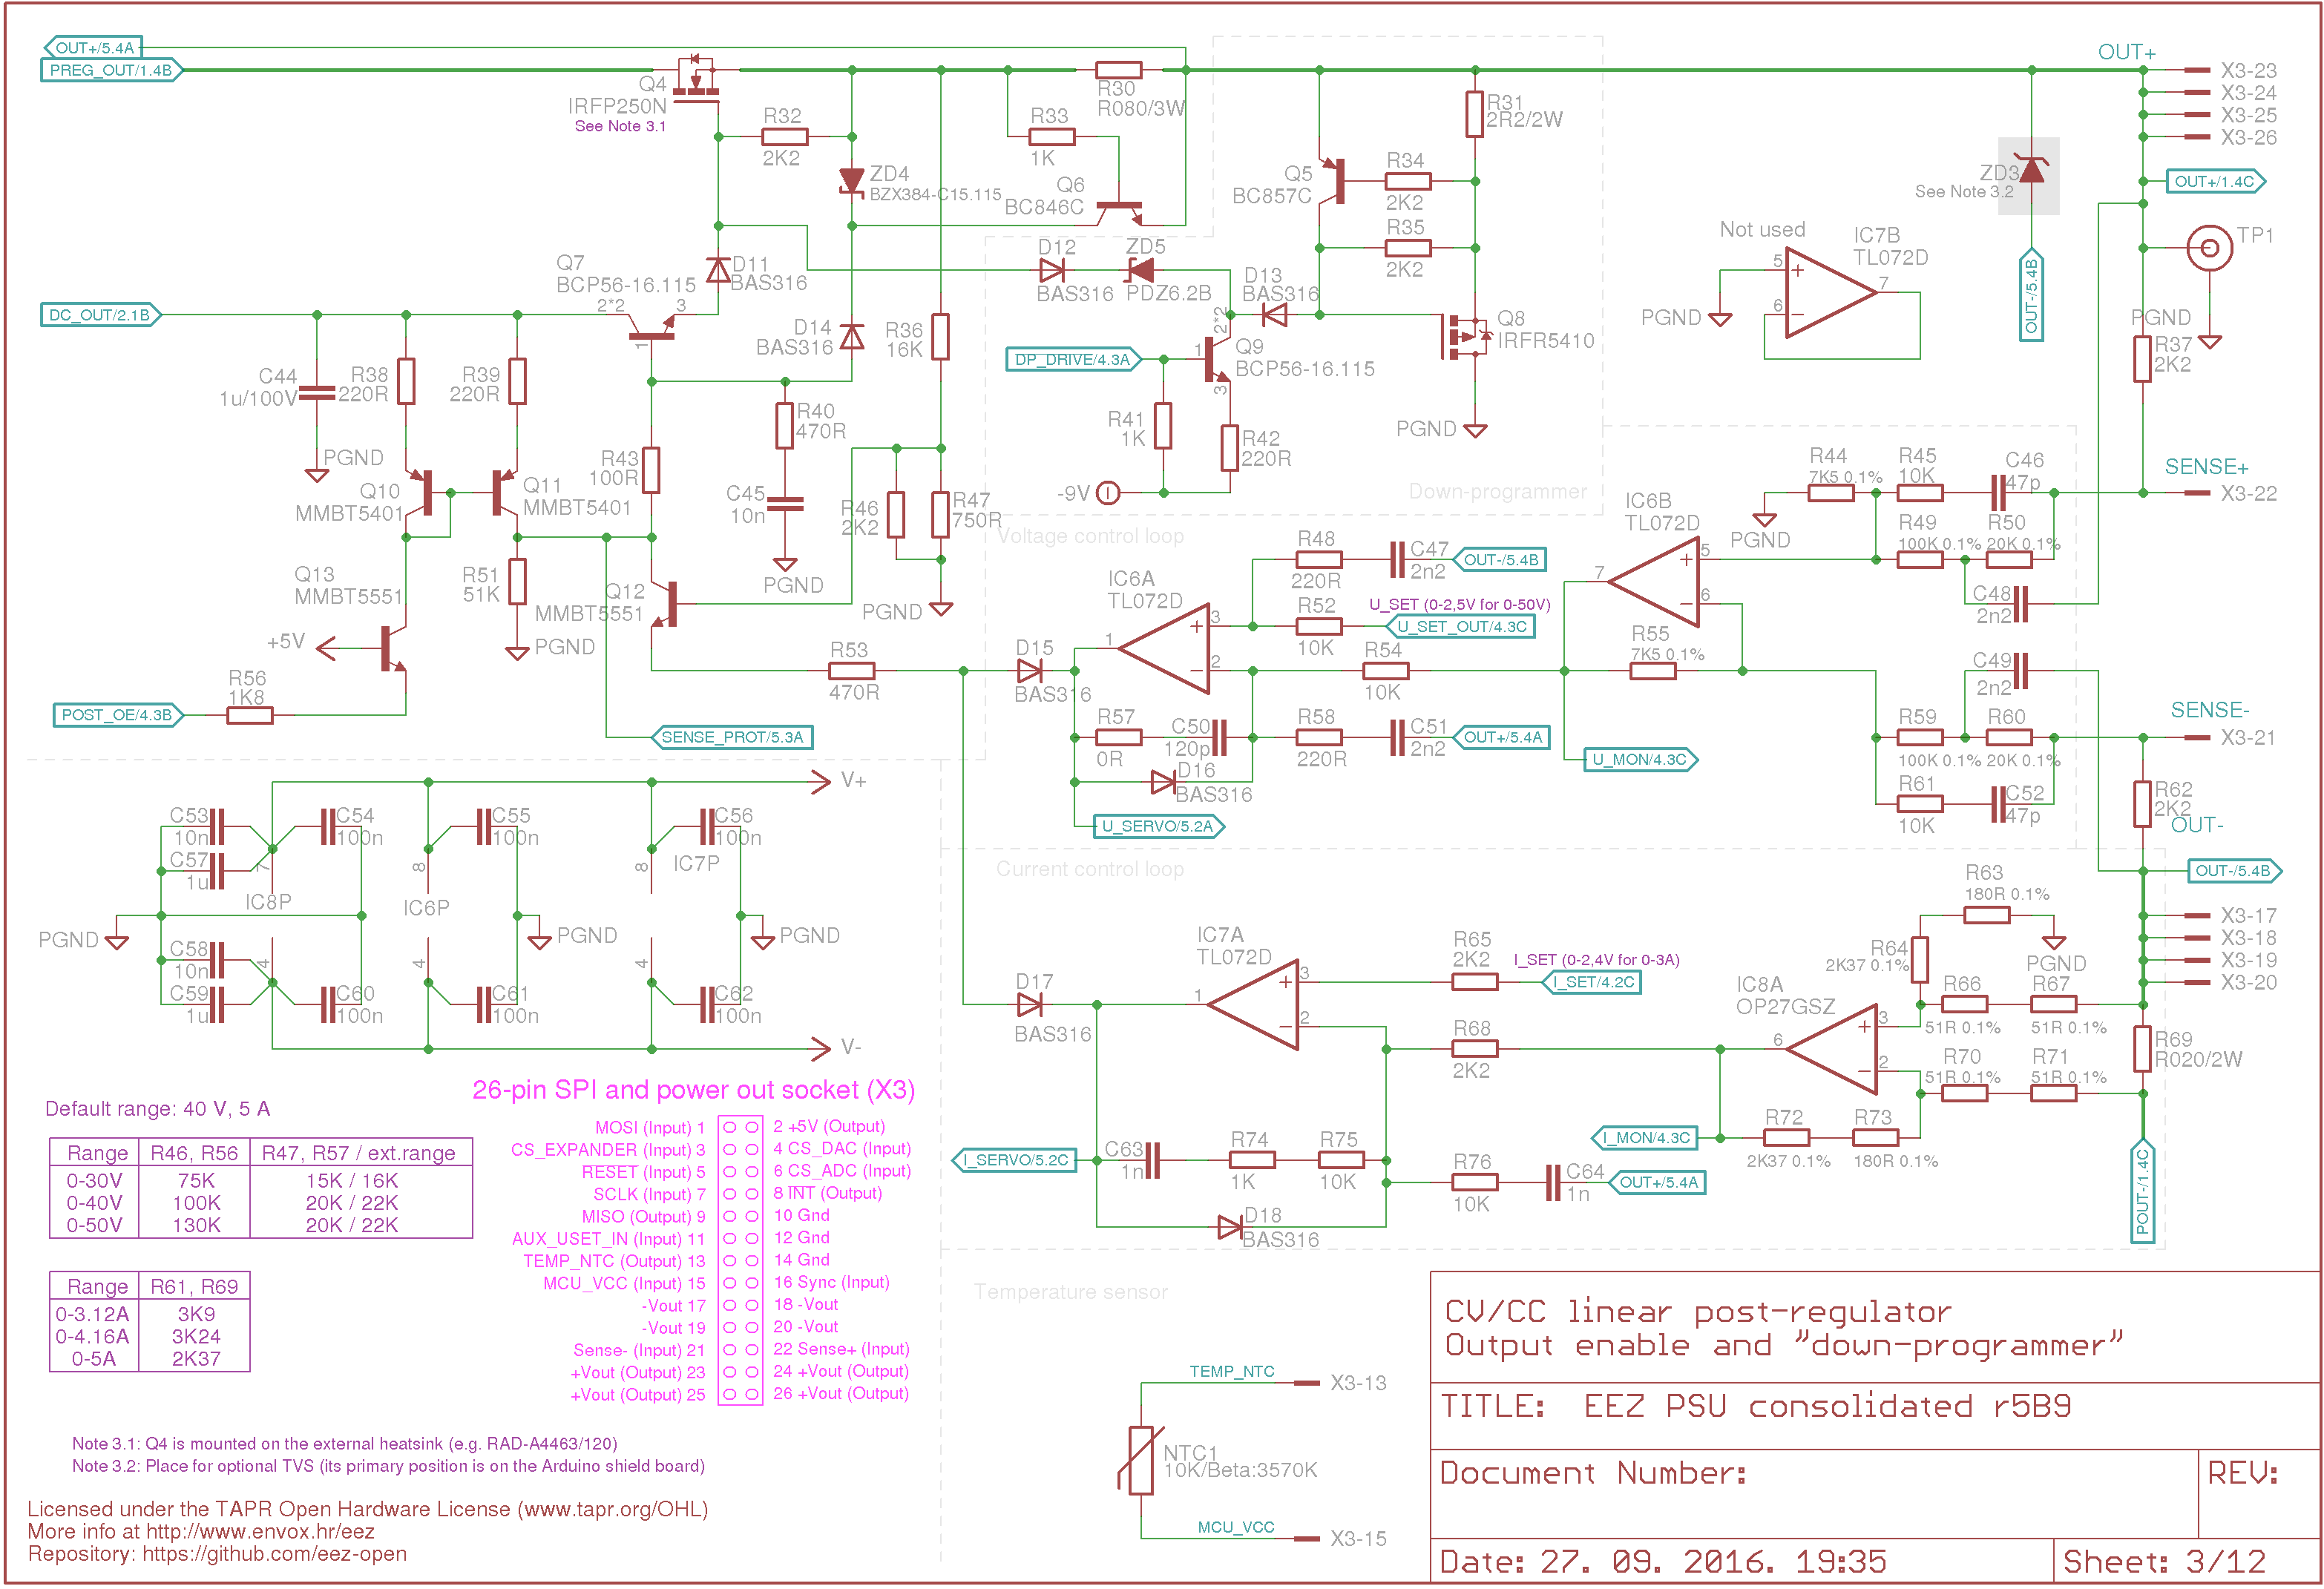 OUT+/5.4A
PREG_OUT/1.4B
Q4
IRFP250N
See Note 3.1
R32
2K2
ZD4
BZX384-C15.115
R33
1K
R30
R080/3W
Q6
BC846C
Q5
BC857C
R34
2K2
R35
2K2
R31
2R2/2W
OUT+
X3-23
X3-24
X3-25
X3-26
ZD3
See Note 3.2
OUT+/1.4C
OUT-/5.4B
TP1
PGND
Not used
IC7B
TL072D
5
6
7
PGND
R37
2K2
DC_OUT/2.1B
Q7
BCP56-16.115
2*2
3
1
D11
BAS316
D12
BAS316
ZD5
PDZ6.2B
D13
BAS316
D14
BAS316
R36
16K
DP_DRIVE/4.3A
2*2
1
3
Q9
BCP56-16.115
Q8
IRFR5410
PGND
R41
1K
R42
220R
-9V
Down-programmer
C44
1u/100V
PGND
R38
220R
R39
220R
Q10
MMBT5401
Q11
MMBT5401
R43
100R
R40
470R
C45
10n
PGND
R46
2K2
R47
750R
PGND
Q13
MMBT5551
+5V
R51
51K
PGND
Q12
MMBT5551
R56
1K8
POST_OE/4.3B
R53
470R
SENSE_PROT/5.3A
Voltage control loop
IC6A
TL072D
1
3
2
D15
BAS316
R48
220R
C47
2n2
OUT-/5.4B
R52
10K
U_SET (0-2,5V for 0-50V)
U_SET_OUT/4.3C
R54
10K
R57
0R
C50
120p
R58
220R
C51
2n2
OUT+/5.4A
D16
BAS316
U_SERVO/5.2A
U_MON/4.3C
IC6B
TL072D
7
5
6
PGND
R44
7K5 0.1%
R45
10K
C46
47p
R49
100K 0.1%
R50
20K 0.1%
C48
2n2
R55
7K5 0.1%
C49
2n2
R59
100K 0.1%
R60
20K 0.1%
R61
10K
C52
47p
SENSE+
X3-22
SENSE-
X3-21
R62
2K2
OUT-
OUT-/5.4B
X3-17
X3-18
X3-19
X3-20
V+
C53
10n
C54
100n
C57
1u
7
IC8P
8
IC6P
C55
100n
8
IC7P
C56
100n
PGND
PGND
PGND
C58
10n
C59
1u
4
C60
100n
4
C61
100n
4
C62
100n
V-
Current control loop
IC7A
TL072D
1
3
2
D17
BAS316
R65
2K2
I_SET (0-2,4V for 0-3A)
I_SET/4.2C
R68
2K2
IC8A
OP27GSZ
6
3
2
R63
180R 0.1%
R64
2K37 0.1%
PGND
R66
51R 0.1%
R67
51R 0.1%
R70
51R 0.1%
R71
51R 0.1%
R69
R020/2W
R72
2K37 0.1%
R73
180R 0.1%
I_MON/4.3C
I_SERVO/5.2C
C63
1n
R74
1K
R75
10K
R76
10K
C64
1n
OUT+/5.4A
D18
BAS316
POUT-/1.4C
Default range: 40 V, 5 A
Range R46, R56 R47, R57 / ext.range
0-30V 75K 15K / 16K
0-40V 100K 20K / 22K
0-50V 130K 20K / 22K
Range R61, R69
0-3.12A 3K9
0-4.16A 3K24
0-5A 2K37
26-pin SPI and power out socket (X3)
MOSI (Input) 1 2 +5V (Output)
CS_EXPANDER (Input) 3 4 CS_DAC (Input)
RESET (Input) 5 6 CS_ADC (Input)
SCLK (Input) 7 8 INT (Output)
MISO (Output) 9 10 Gnd
AUX_USET_IN (Input) 11 12 Gnd
TEMP_NTC (Output) 13 14 Gnd
MCU_VCC (Input) 15 16 Sync (Input)
-Vout 17 18 -Vout
-Vout 19 20 -Vout
Sense- (Input) 21 22 Sense+ (Input)
+Vout (Output) 23 24 +Vout (Output)
+Vout (Output) 25 26 +Vout (Output)
Note 3.1: Q4 is mounted on the external heatsink (e.g. RAD-A4463/120)
Note 3.2: Place for optional TVS (its primary position is on the Arduino shield board)
Licensed under the TAPR Open Hardware License (www.tapr.org/OHL)
More info at http://www.envox.hr/eez
Repository: https://github.com/eez-open
Temperature sensor
TEMP_NTC
X3-13
NTC1
10K/Beta:3570K
MCU_VCC
X3-15
CV/CC linear post-regulator
Output enable and "down-programmer"
TITLE: EEZ PSU consolidated r5B9
Document Number:
REV:
Date: 27. 09. 2016. 19:35
Sheet: 3/12